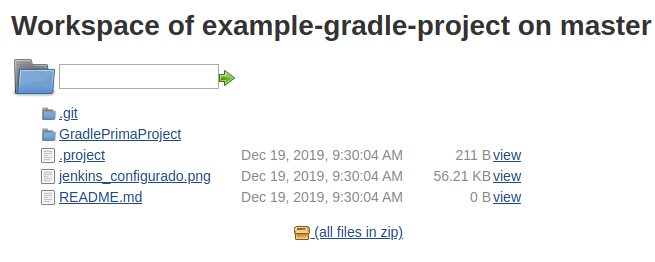 Workspace of example-gradle-project on master
.git
GradlePrimaProject
.project Dec 19, 2019, 9:30:04 AM 211 B view
jenkins_configurado.png Dec 19, 2019, 9:30:04 AM 56.21 KB view
README.md Dec 19, 2019, 9:30:04 AM 0 B view
(all files in zip)